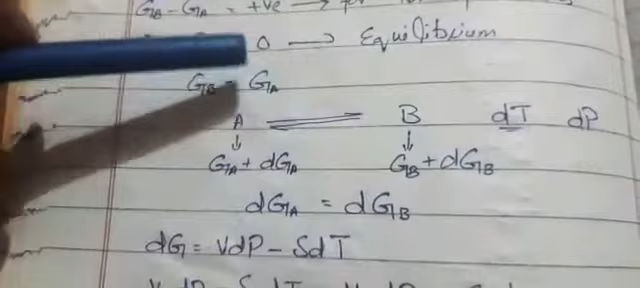 G_B - G_A = +ve →
0 → Equilibrium
G_B = G_A
A ⇌ B dT dP
↓ ↓
G_A + dG_A G_B + dG_B
dG_A = dG_B
dG = VdP - SdT